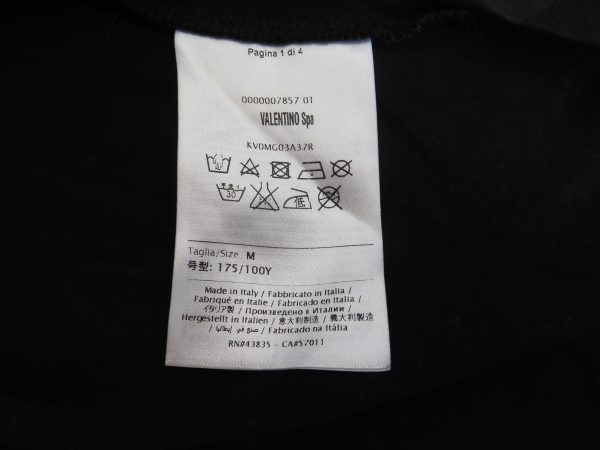 Pagina 1 di 4
0000007857 01
VALENTINO Spa
KV0MG03A37R
手洗イ 30 低
Taglia/Size M
号型: 175/100Y
Made in Italy / Fabbricato in Italia /
Fabriqué en Italie / Fabricado en Italia /
イタリア製 / Произведено в Италии /
Hergestellt in Italien / 意大利制造 / 義大利製造
/ صنع في إيطاليا / Fabricado na Itália
RN#43835 - CA#57011